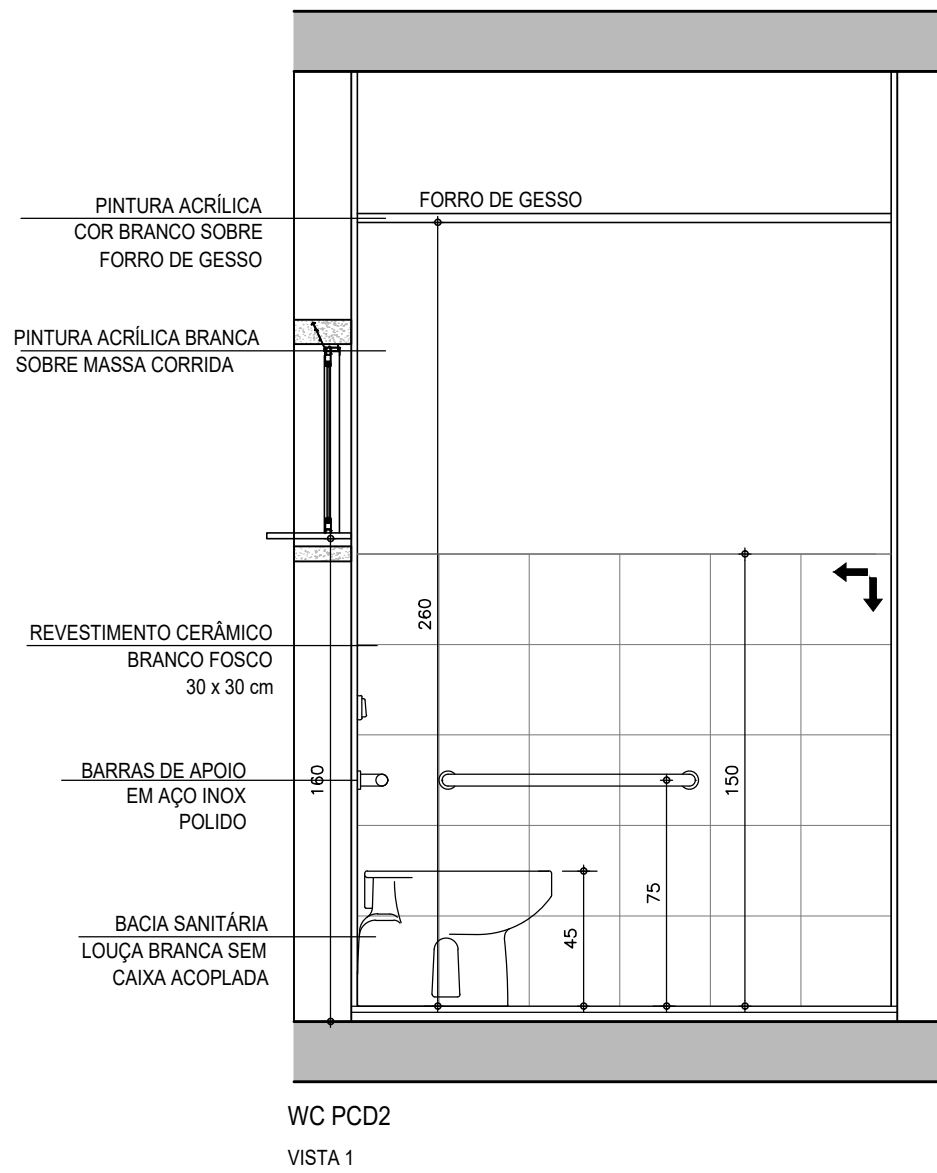 FORRO DE GESSO
PINTURA ACRÍLICA
COR BRANCO SOBRE
FORRO DE GESSO
PINTURA ACRÍLICA BRANCA
SOBRE MASSA CORRIDA
REVESTIMENTO CERÂMICO
BRANCO FOSCO
30 x 30 cm
BARRAS DE APOIO
EM AÇO INOX
POLIDO
BACIA SANITÁRIA
LOUÇA BRANCA SEM
CAIXA ACOPLADA
160
260
45
75
150
WC PCD2
VISTA 1